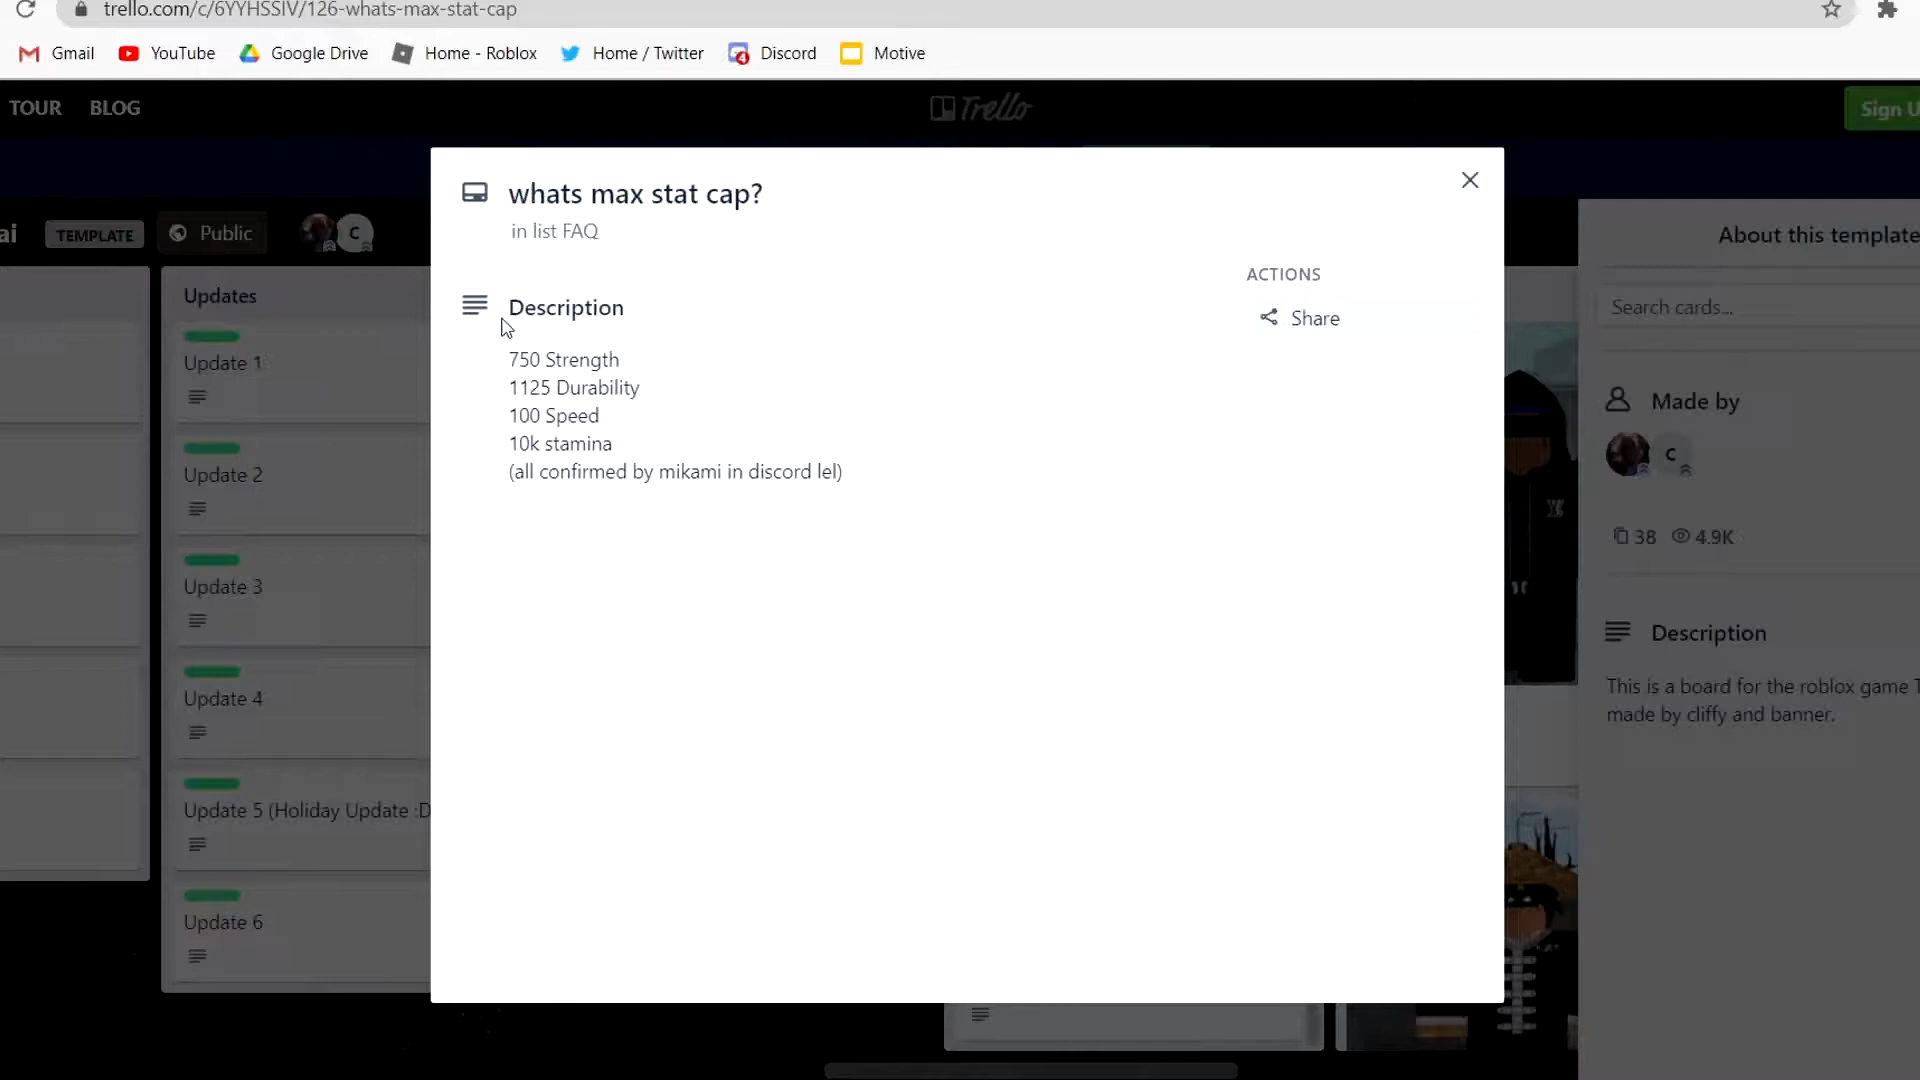 trello.com/c/6YYHSSIV/126-whats-max-stat-cap
Gmail YouTube Google Drive Home - Roblox Home / Twitter Discord Motive
TOUR BLOG
Trello
Sign U
ai TEMPLATE Public C
Updates
Update 1
Update 2
Update 3
Update 4
Update 5 (Holiday Update :D
Update 6
whats max stat cap?
in list FAQ
Description
750 Strength
1125 Durability
100 Speed
10k stamina
(all confirmed by mikami in discord lel)
ACTIONS
Share
About this template
Search cards...
Made by
C
38 4.9K
Description
This is a board for the roblox game T
made by cliffy and banner.